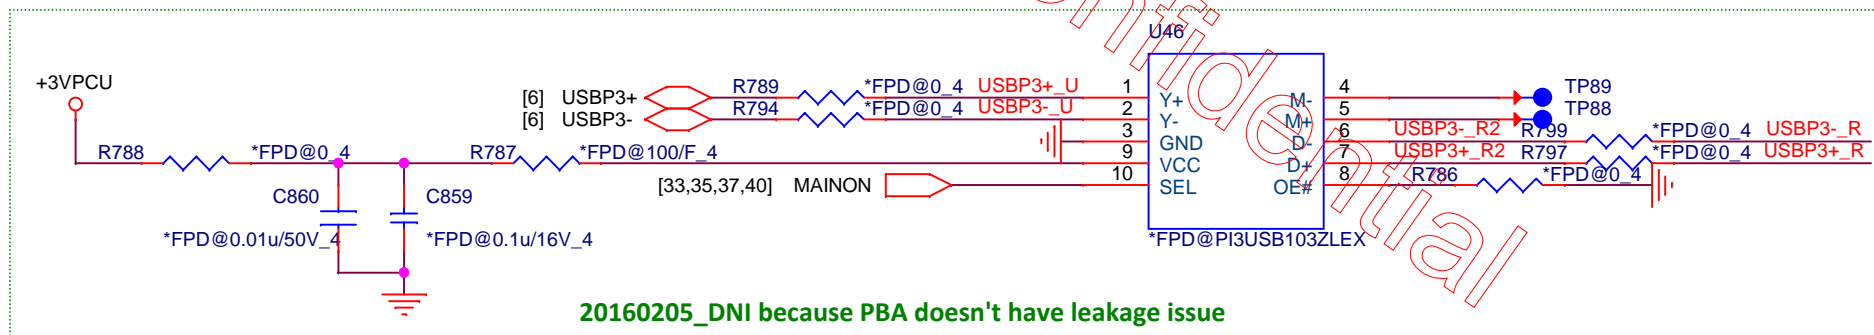 U46
+3VPCU
[6] USBP3+ R789 *FPD@0_4 USBP3+_U 1 Y+ M- 4 TP89
[6] USBP3- R794 *FPD@0_4 USBP3-_U 2 Y- M+ 5 TP88
3 GND D- 6 USBP3-_R2 R799 *FPD@0_4 USBP3-_R
R788 *FPD@0_4 R787 *FPD@100/F_4 9 VCC D+ 7 USBP3+_R2 R797 *FPD@0_4 USBP3+_R
[33,35,37,40] MAINON 10 SEL OE# 8 R786 *FPD@0_4
C860 C859
*FPD@0.01u/50V_4 *FPD@0.1u/16V_4 *FPD@PI3USB103ZLEX
20160205_DNI because PBA doesn't have leakage issue
onfidential